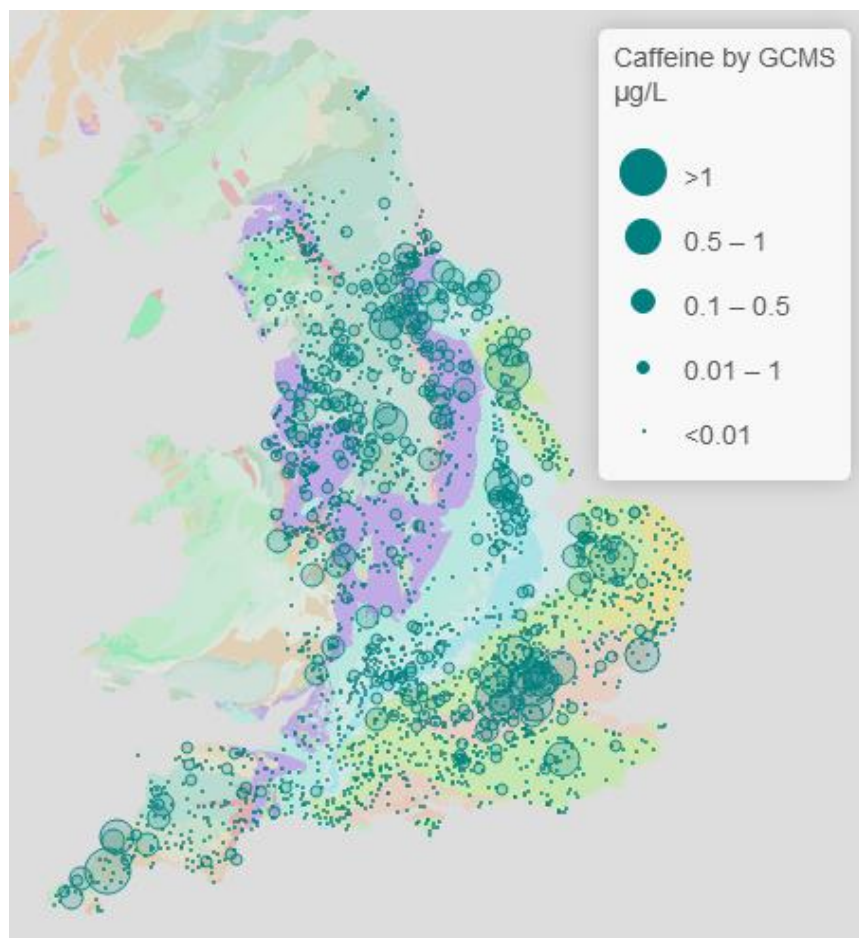 Caffeine by GCMS
µg/L
>1
0.5 – 1
0.1 – 0.5
0.01 – 1
<0.01